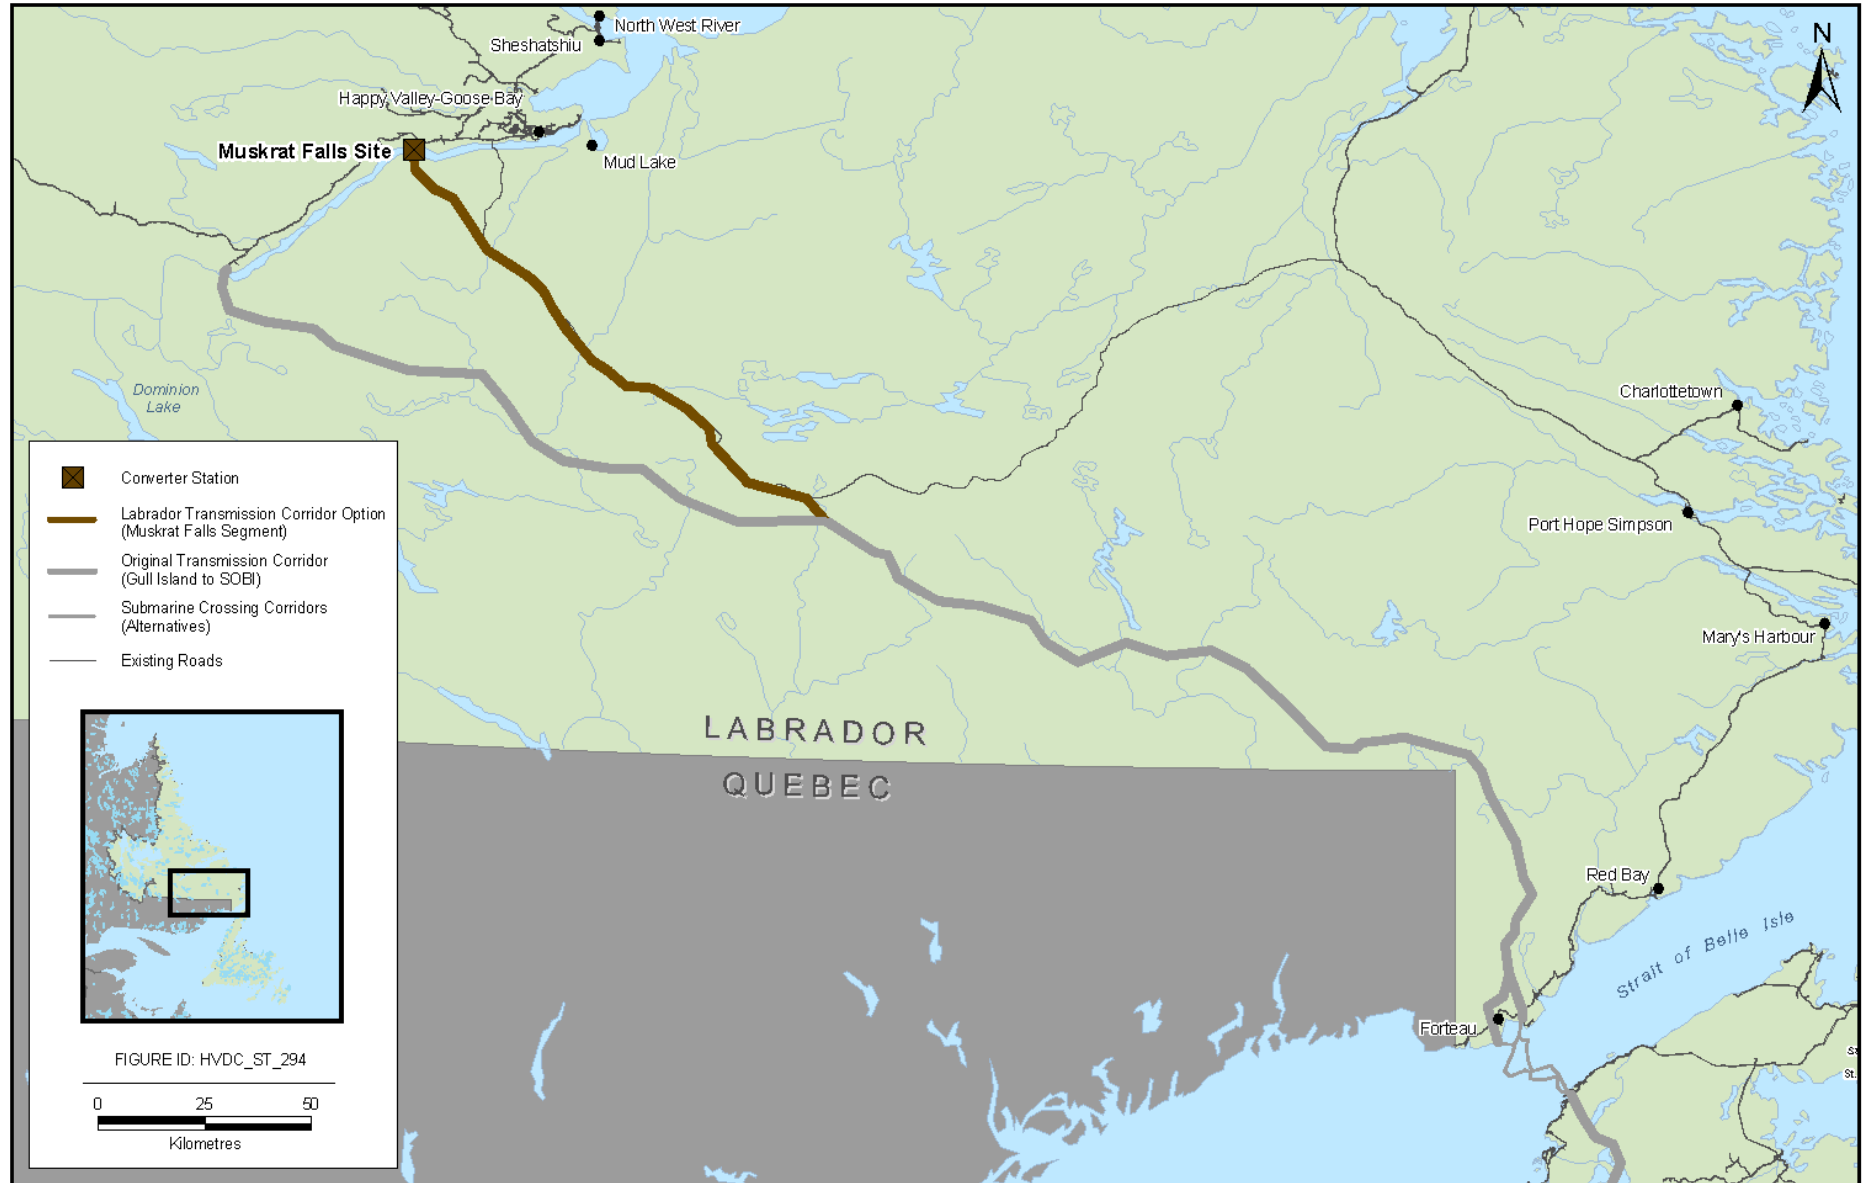 North West River
N
Sheshatshiu
Happy Valley-Goose Bay
Muskrat Falls Site
Mud Lake
Dominion
Lake
Charlottetown
Port Hope Simpson
Mary's Harbour
Converter Station
Labrador Transmission Corridor Option
(Muskrat Falls Segment)
Original Transmission Corridor
(Gull Island to SOBI)
Submarine Crossing Corridors
(Alternatives)
Existing Roads
LABRADOR
QUEBEC
Red Bay
Strait of Belle Isle
Forteau
St.
FIGURE ID: HVDC_ST_294
0 25 50
Kilometres